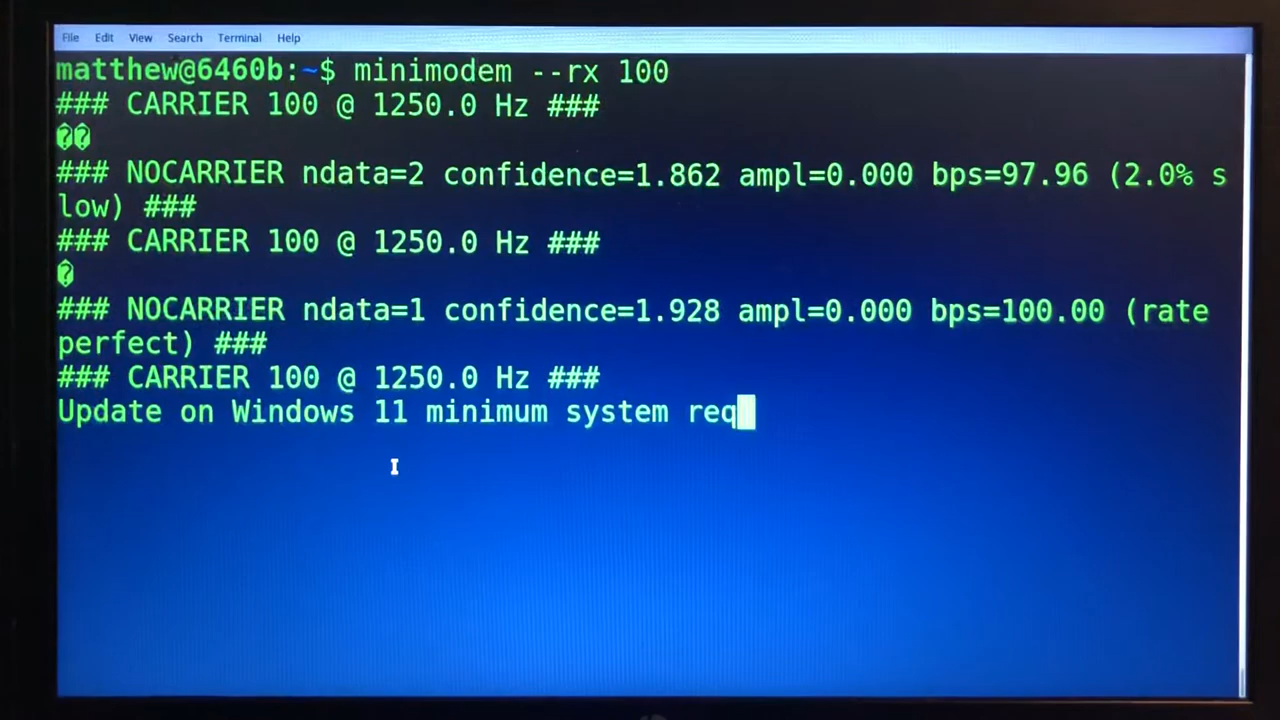 File Edit View Search Terminal Help
matthew@6460b:~$ minimodem --rx 100
### CARRIER 100 @ 1250.0 Hz ###
��
### NOCARRIER ndata=2 confidence=1.862 ampl=0.000 bps=97.96 (2.0% s
low) ###
### CARRIER 100 @ 1250.0 Hz ###
�
### NOCARRIER ndata=1 confidence=1.928 ampl=0.000 bps=100.00 (rate
perfect) ###
### CARRIER 100 @ 1250.0 Hz ###
Update on Windows 11 minimum system req